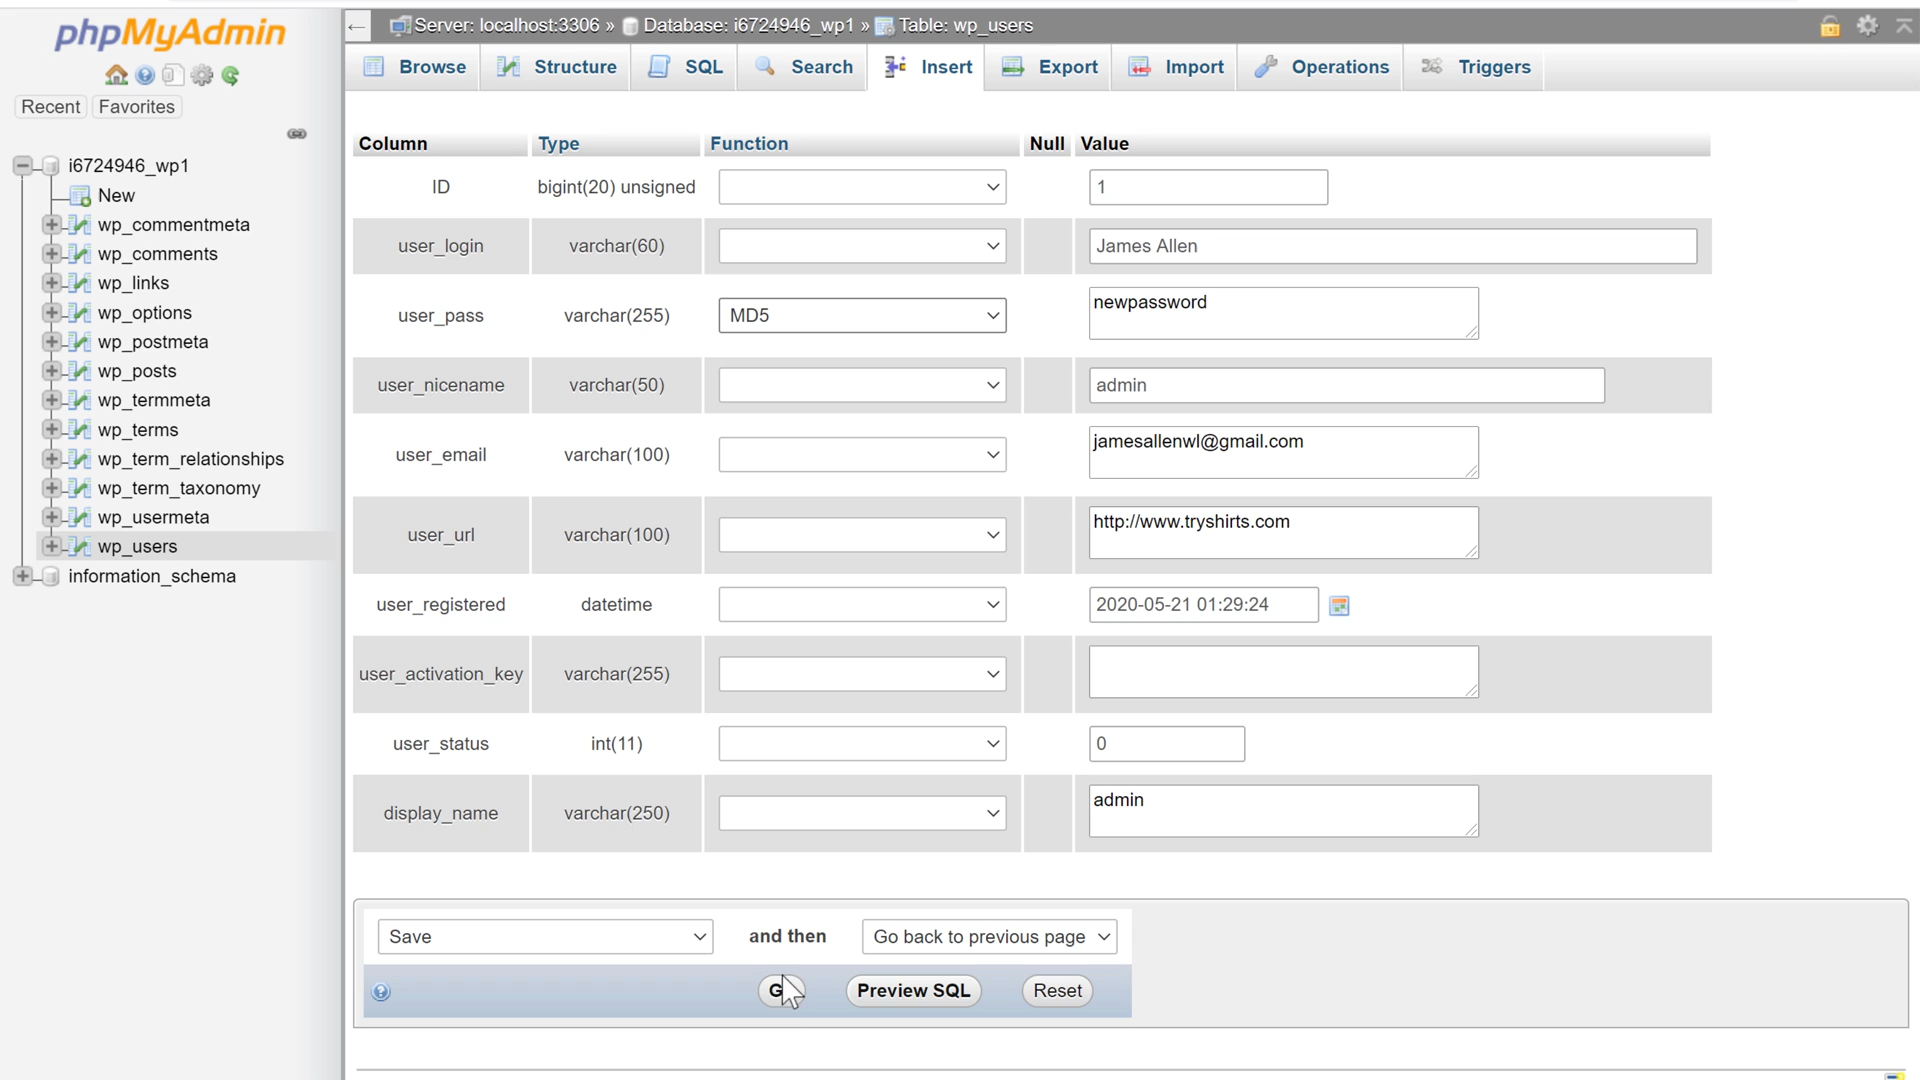 phpMyAdmin
Recent Favorites
i6724946_wp1
New
wp_commentmeta
wp_comments
wp_links
wp_options
wp_postmeta
wp_posts
wp_termmeta
wp_terms
wp_term_relationships
wp_term_taxonomy
wp_usermeta
wp_users
information_schema
Server: localhost:3306 » Database: i6724946_wp1 » Table: wp_users
Browse Structure SQL Search Insert Export Import Operations Triggers
Column Type Function Null Value
ID bigint(20) unsigned 1
user_login varchar(60) James Allen
user_pass varchar(255) MD5 newpassword
user_nicename varchar(50) admin
user_email varchar(100) jamesallenwl@gmail.com
user_url varchar(100) http://www.tryshirts.com
user_registered datetime 2020-05-21 01:29:24
user_activation_key varchar(255)
user_status int(11) 0
display_name varchar(250) admin
Save and then Go back to previous page
Preview SQL Reset